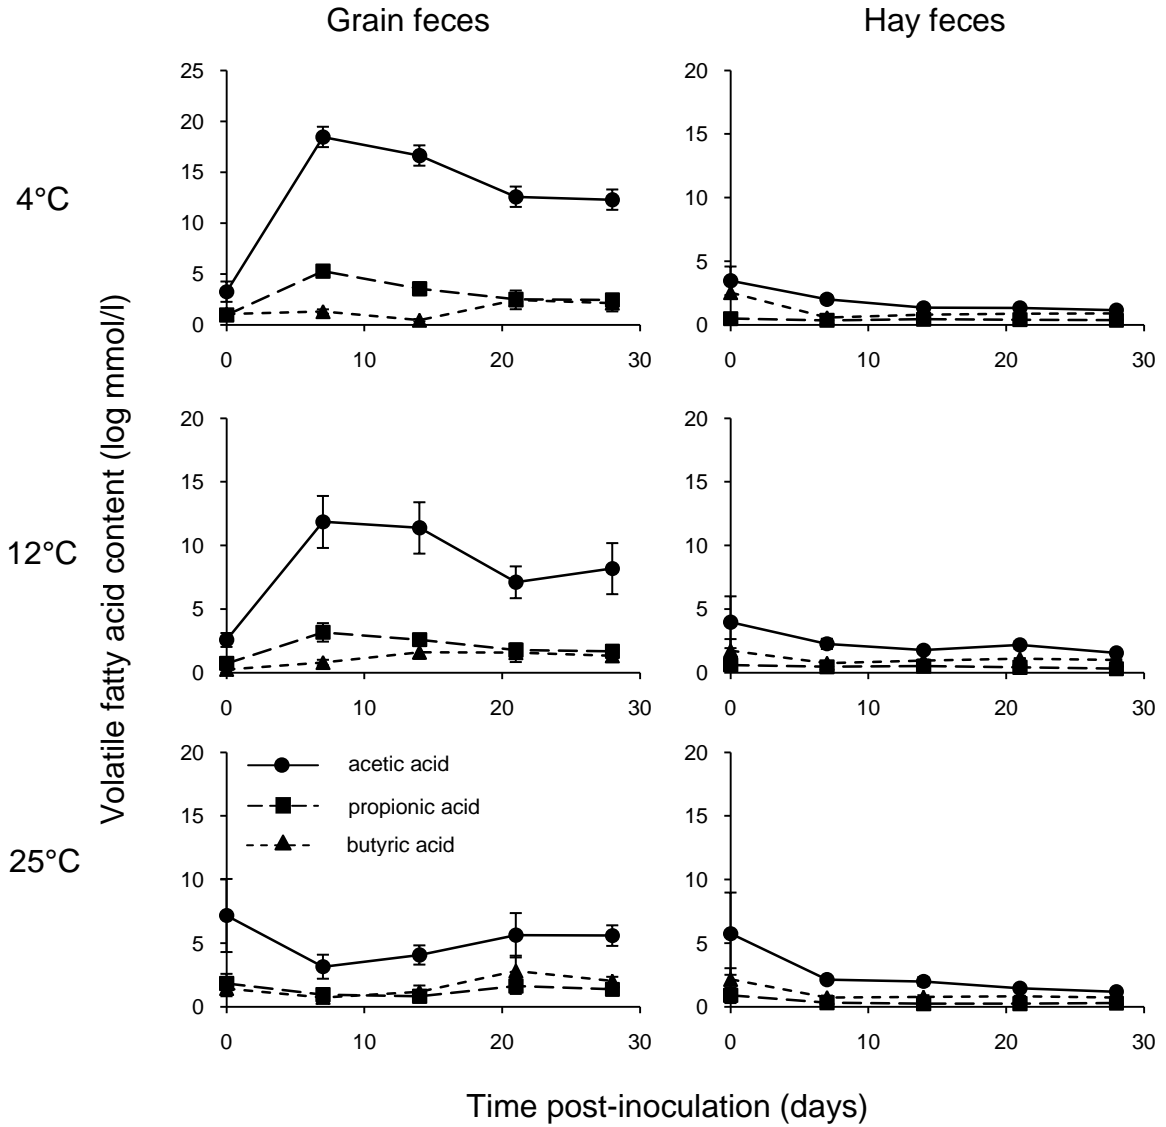 Grain feces
Hay feces
4°C
12°C
25°C
Volatile fatty acid content (log mmol/l)
25
20
15
10
5
0
0 10 20 30
20
15
10
5
0
0 10 20 30
20
15
10
5
0
0 10 20 30
20
15
10
5
0
0 10 20 30
20
15
10
5
0
acetic acid
propionic acid
butyric acid
0 10 20 30
20
15
10
5
0
0 10 20 30
Time post-inoculation (days)